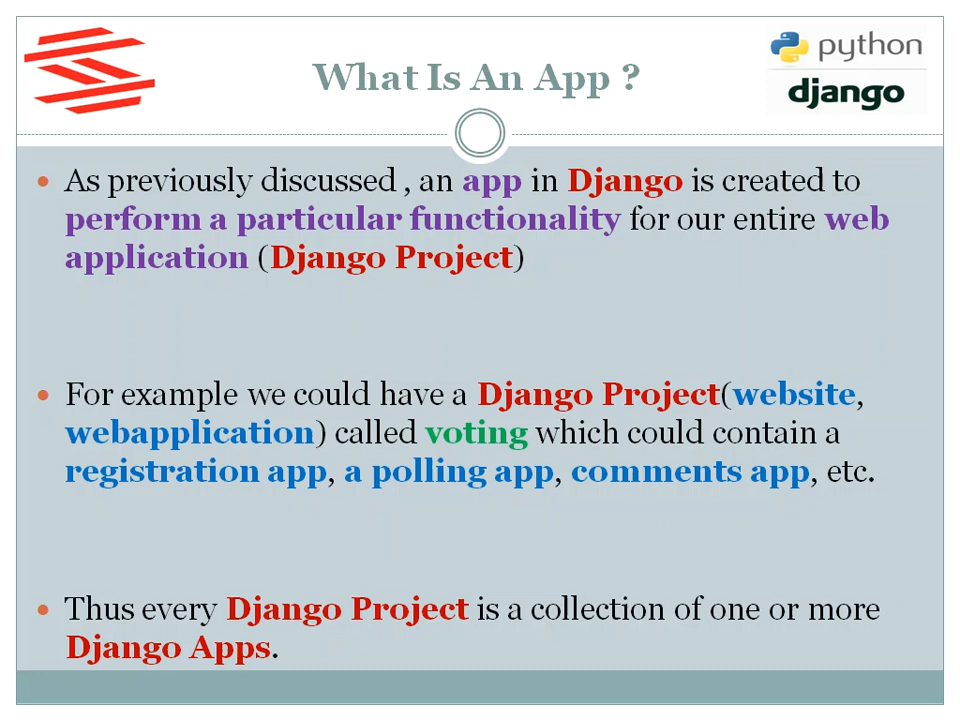 What Is An App ?
python
django
As previously discussed , an app in Django is created to
perform a particular functionality for our entire web
application (Django Project)
For example we could have a Django Project(website,
webapplication) called voting which could contain a
registration app, a polling app, comments app, etc.
Thus every Django Project is a collection of one or more
Django Apps.